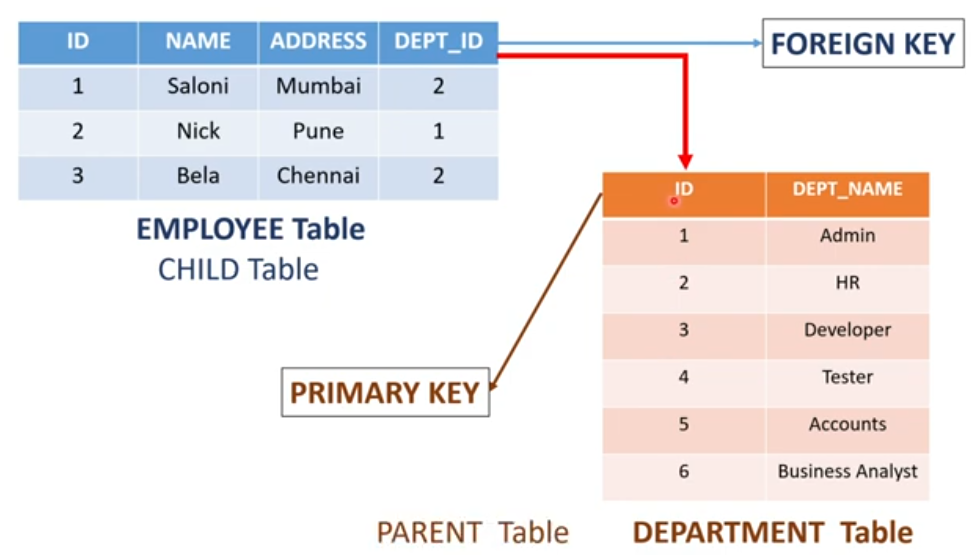 ID NAME ADDRESS DEPT_ID
1 Saloni Mumbai 2
2 Nick Pune 1
3 Bela Chennai 2
EMPLOYEE Table
CHILD Table
FOREIGN KEY
ID DEPT_NAME
1 Admin
2 HR
3 Developer
4 Tester
5 Accounts
6 Business Analyst
PRIMARY KEY
PARENT Table
DEPARTMENT Table